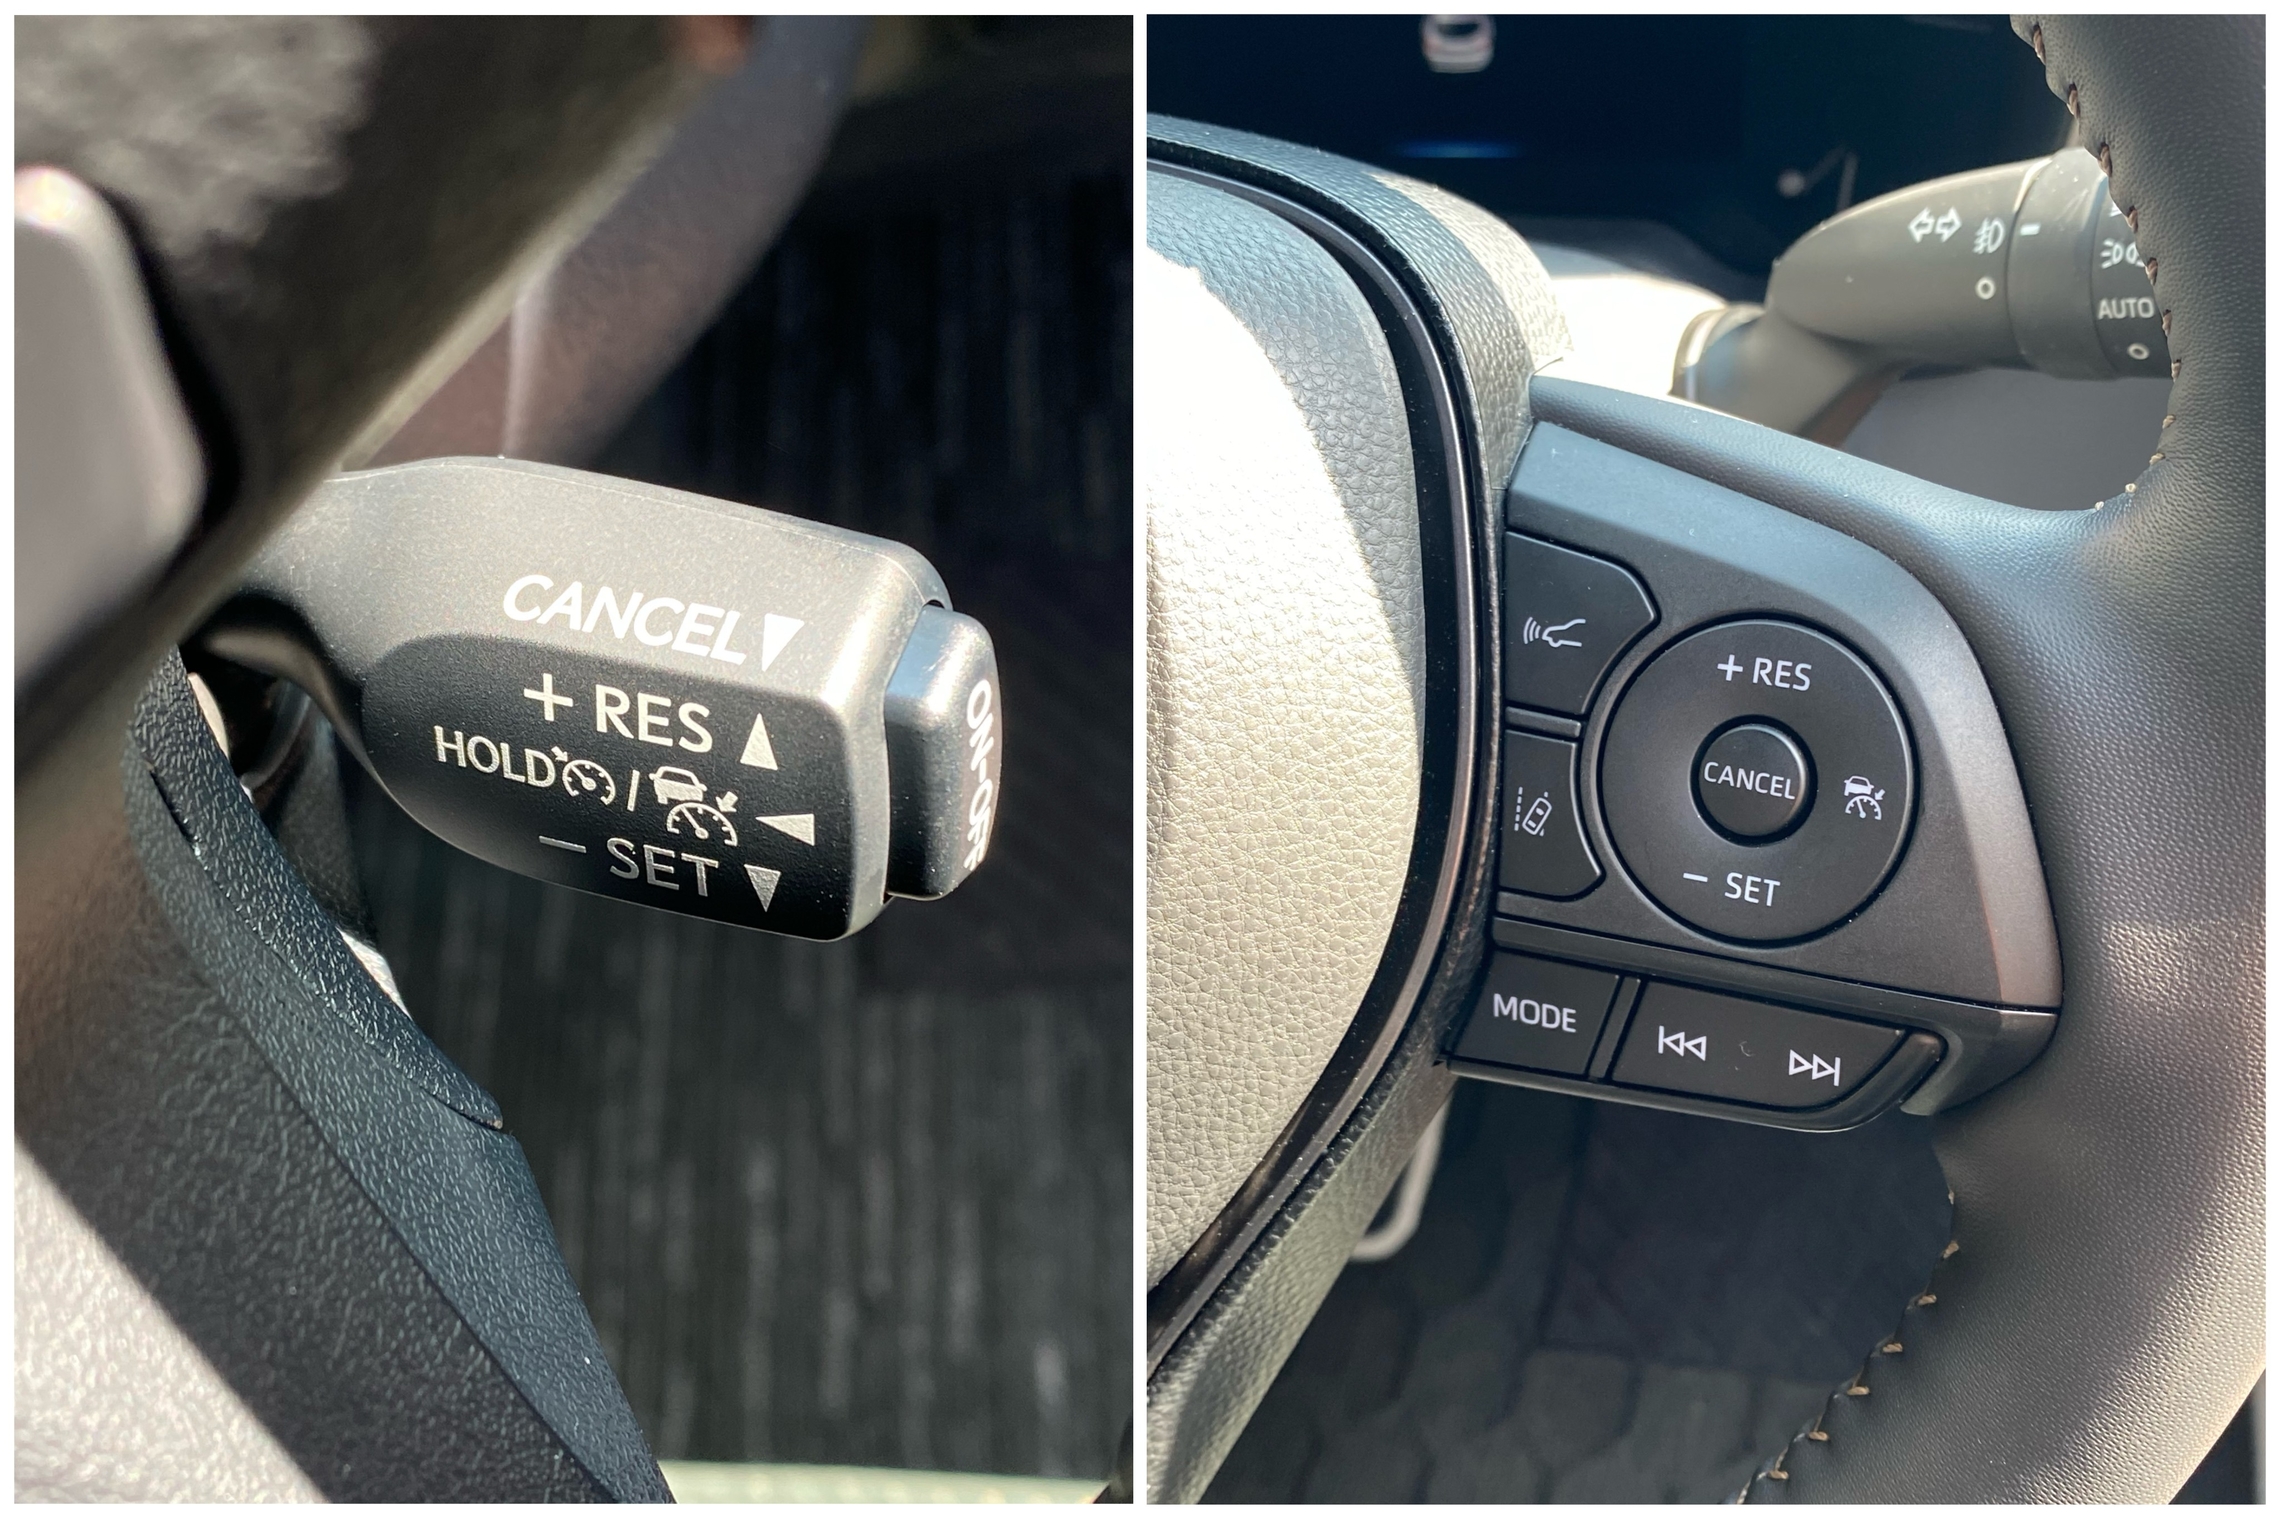 CANCEL
+ RES
HOLD /
− SET
ON-OFF
AUTO
+ RES
CANCEL
− SET
MODE